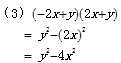 (3) (-2x+y)(2x+y)
= y²-(2x)²
= y²-4x²